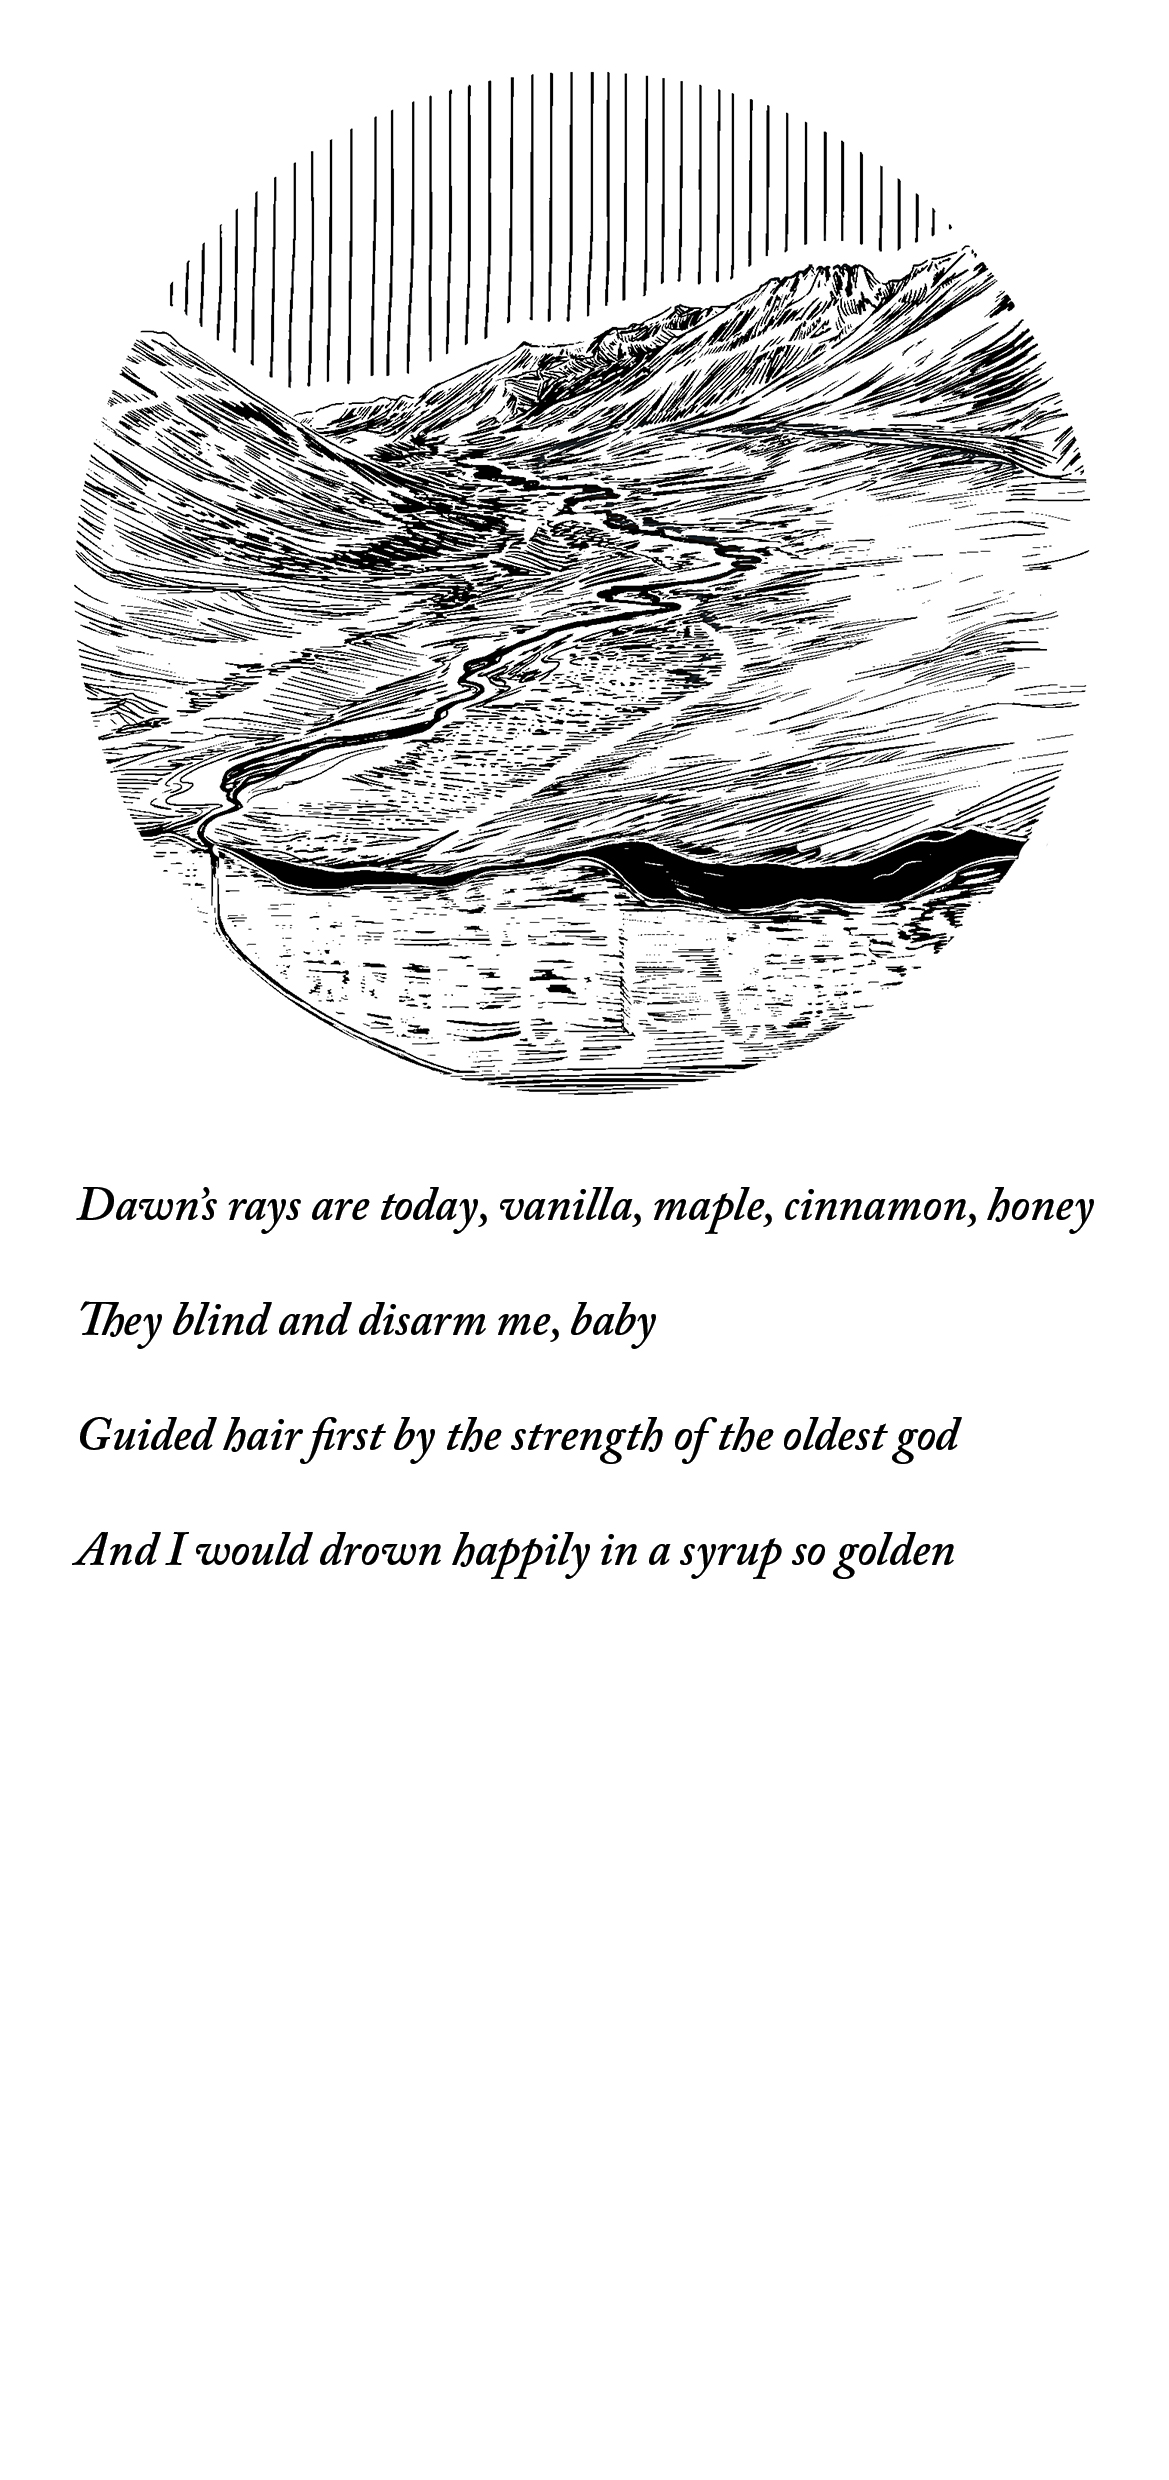 Dawn’s rays are today, vanilla, maple, cinnamon, honey
They blind and disarm me, baby
Guided hair first by the strength of the oldest god
And I would drown happily in a syrup so golden